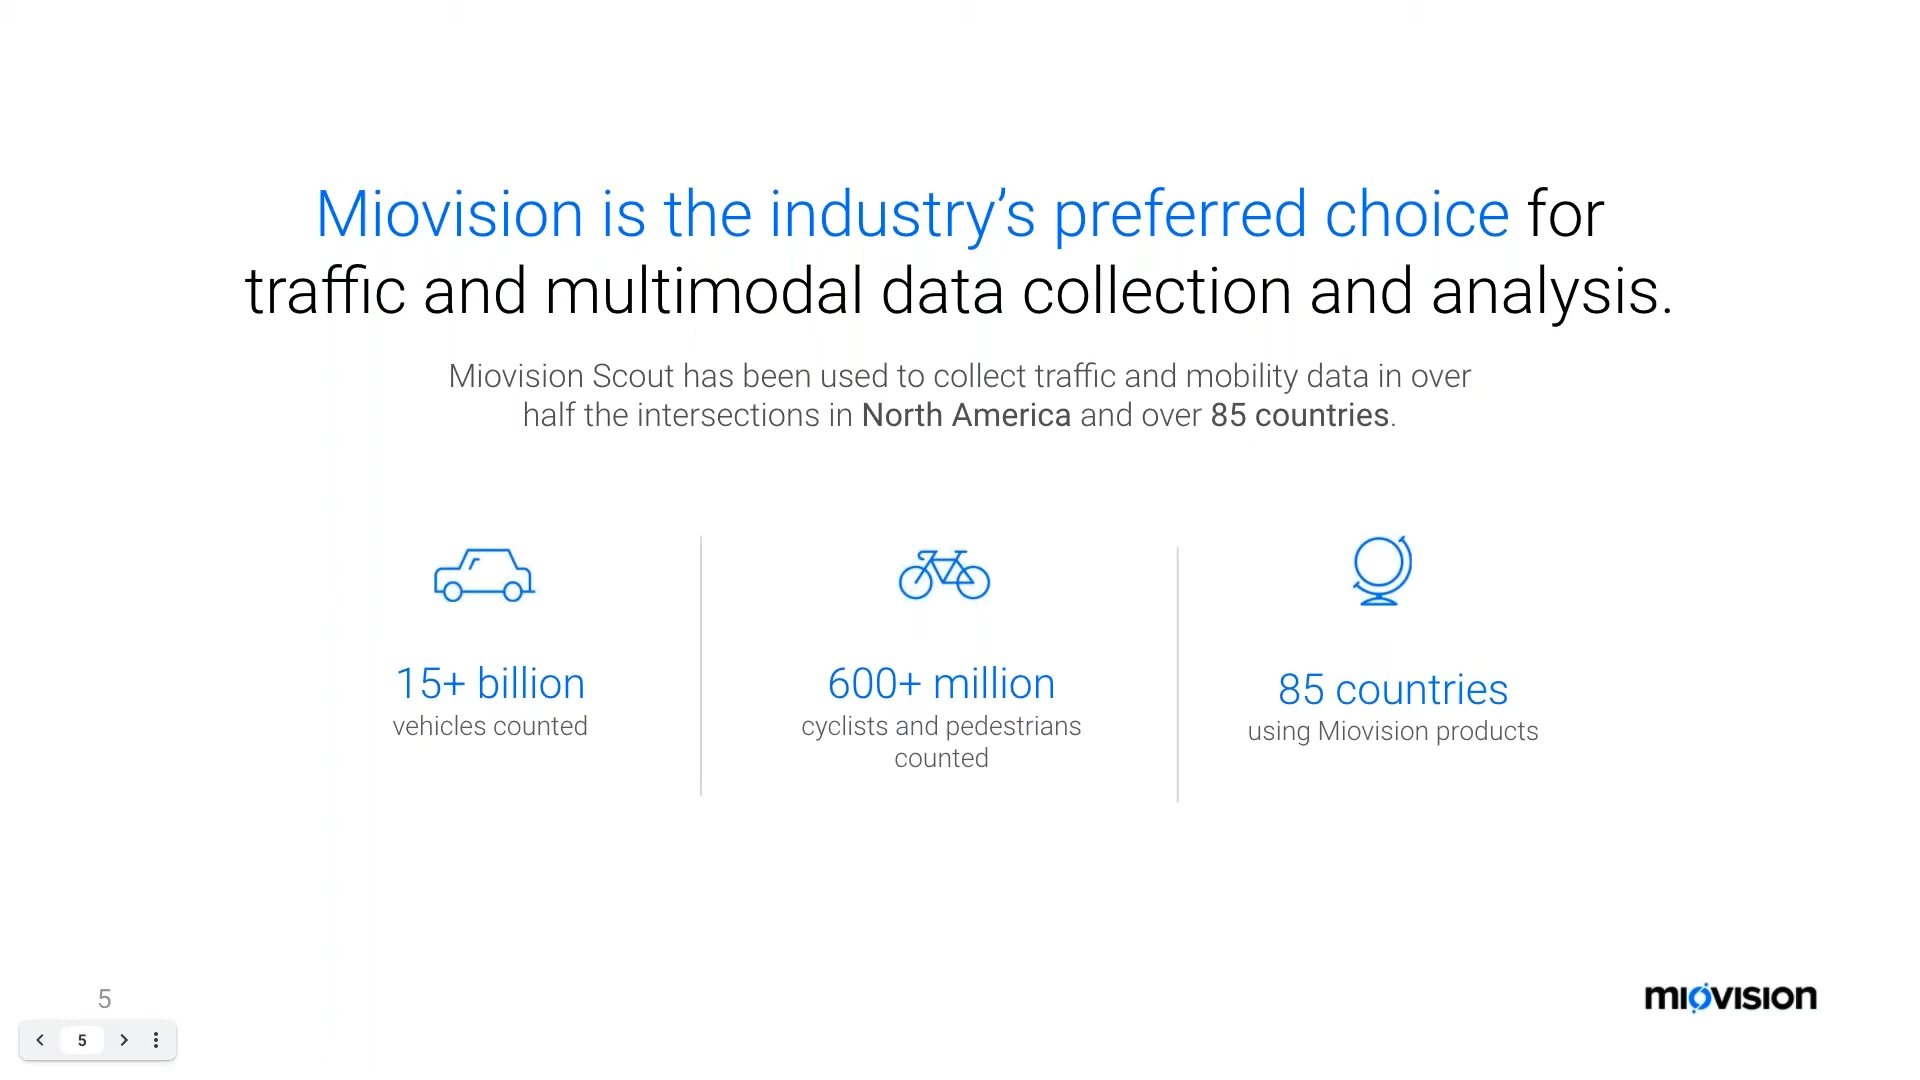 Miovision is the industry’s preferred choice for
traffic and multimodal data collection and analysis.
Miovision Scout has been used to collect traffic and mobility data in over
half the intersections in North America and over 85 countries.
15+ billion
vehicles counted
600+ million
cyclists and pedestrians
counted
85 countries
using Miovision products
5
miovision
5